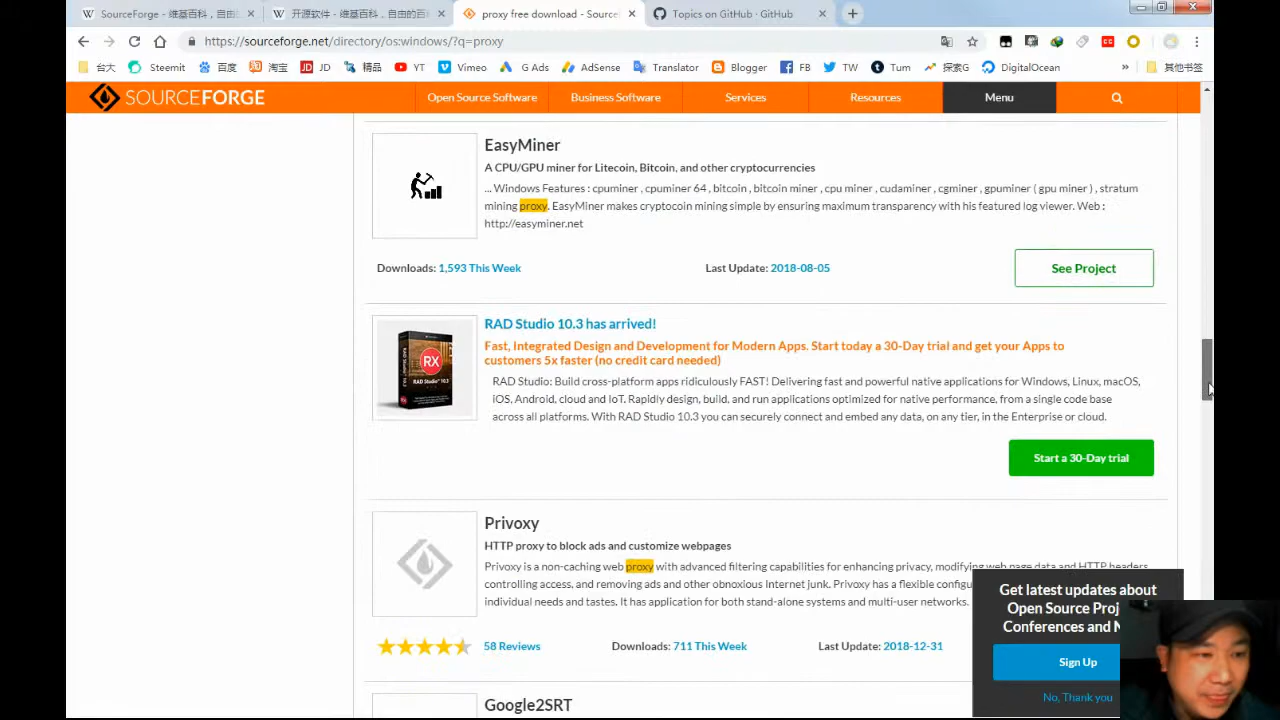 SourceForge - 维基百科，自由
开源软件 - 维基百科，自由的百
proxy free download - Source
Topics on GitHub · GitHub
https://sourceforge.net/directory/os:windows/?q=proxy
台大
Steemit
百度
淘宝
JD
精品
YT
Vimeo
G Ads
AdSense
Translator
Blogger
FB
TW
Tum
探索G
DigitalOcean
»
其它书签
SOURCEFORGE
Open Source Software
Business Software
Services
Resources
Menu
EasyMiner
A CPU/GPU miner for Litecoin, Bitcoin, and other cryptocurrencies
... Windows Features : cpuminer , cpuminer 64 , bitcoin , bitcoin miner , cpu miner , cudaminer , cgminer , gpuminer ( gpu miner ) , stratum
mining proxy. EasyMiner makes cryptocoin mining simple by ensuring maximum transparency with his featured log viewer. Web :
http://easyminer.net
Downloads: 1,593 This Week
Last Update: 2018-08-05
See Project
RAD Studio 10.3 has arrived!
Fast, Integrated Design and Development for Modern Apps. Start today a 30-Day trial and get your Apps to
customers 5x faster (no credit card needed)
RX
RAD Studio 10.3
RAD Studio: Build cross-platform apps ridiculously FAST! Delivering fast and powerful native applications for Windows, Linux, macOS,
iOS, Android, cloud and IoT. Rapidly design, build, and run applications optimized for native performance, from a single code base
across all platforms. With RAD Studio 10.3 you can securely connect and embed any data, on any tier, in the Enterprise or cloud.
Start a 30-Day trial
Privoxy
HTTP proxy to block ads and customize webpages
Privoxy is a non-caching web proxy with advanced filtering capabilities for enhancing privacy, modifying web page data and HTTP headers,
controlling access, and removing ads and other obnoxious Internet junk. Privoxy has a flexible configu
individual needs and tastes. It has application for both stand-alone systems and multi-user networks.
58 Reviews
Downloads: 711 This Week
Last Update: 2018-12-31
Get latest updates about
Open Source Proj
Conferences and N
Sign Up
No, Thank you
Google2SRT